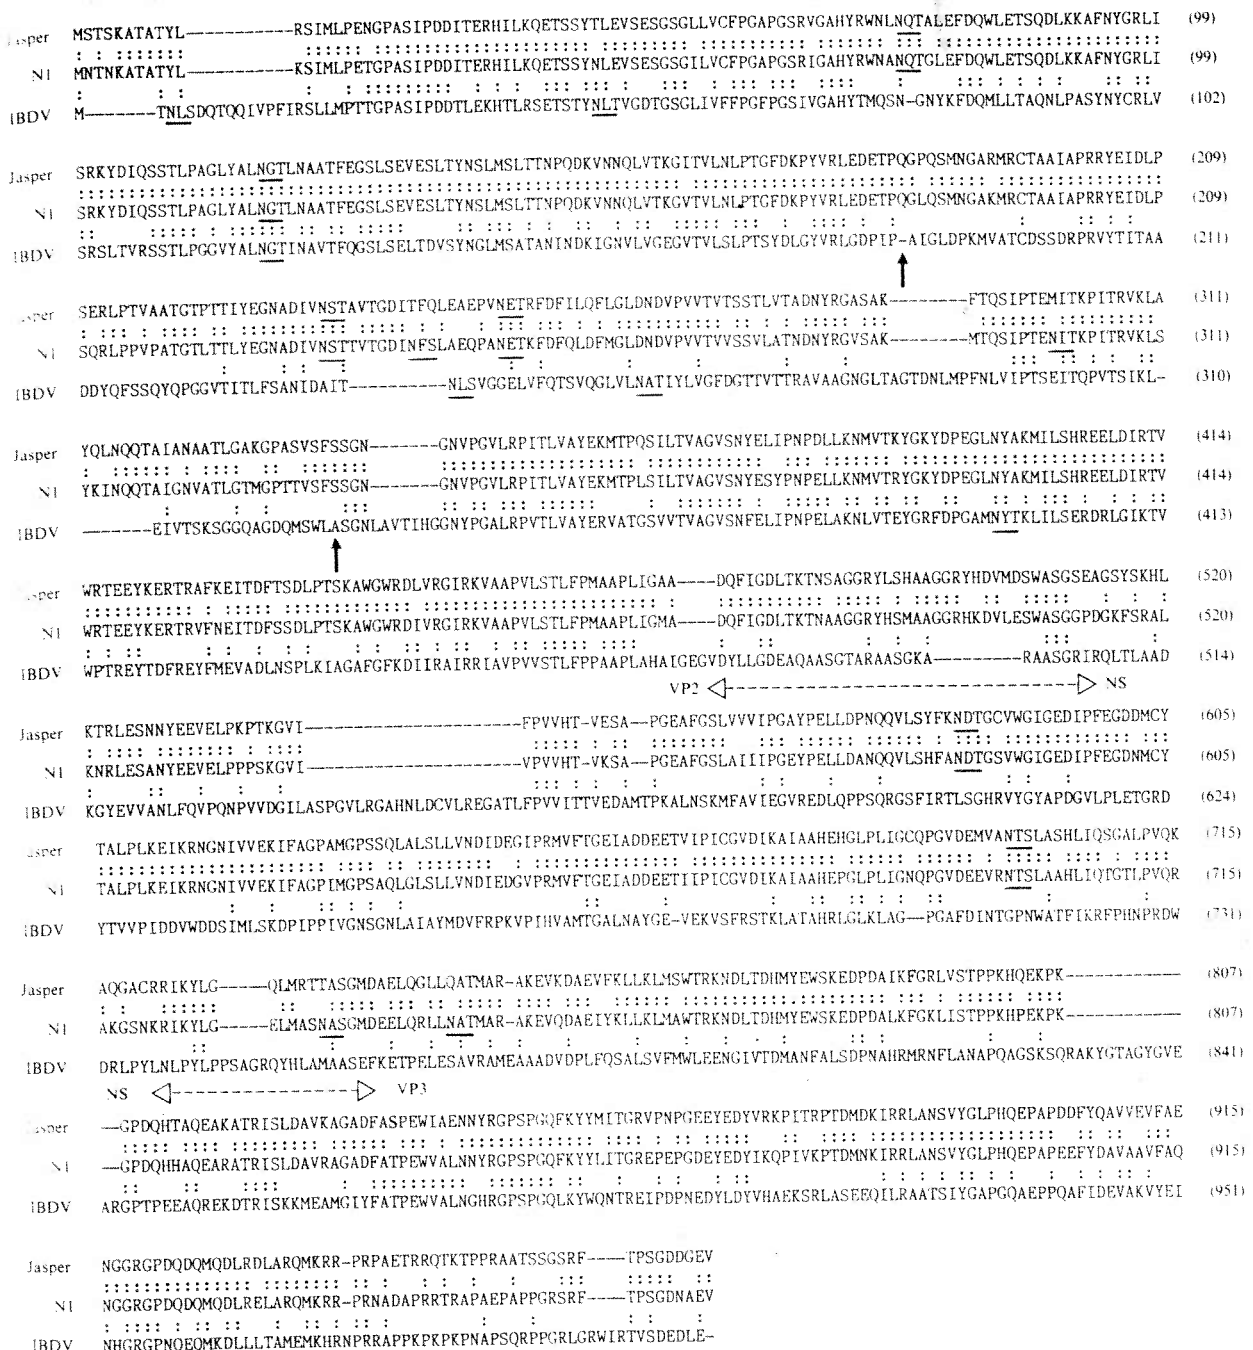 Jasper MSTSKATATYL-----------RSIMLPENGPASIPDDITERHILKQETSSYTLEVSESGSGLLVCFPGAPGSRVGAHYRWNLNQTALEFDQWLETSQDLKKAFNYGRLI (99)
N1 MNTNKATATYL-----------KSIMLPETGPASIPDDITERHILKQETSSYNLEVSESGSGILVCFPGAPGSRIGAHYRWNANQTGLEFDQWLETSQDLKKAFNYGRLI (99)
IBDV M-------TNLSDQTQQIVPFIRSLLMPTTGPASIPDDTLEKHTLRSETSTYNLTVGDTGSGLIVFFPGFPGSIVGAHYTMQSN-GNYKFDQMLLTAQNLPASYNYCRLV (102)
Jasper SRKYDIQSSTLPAGLYALNGTLNAATFEGSLSEVESLTYNSLMSLTTNPQDKVNNQLVTKGITVLNLPTGFDKPYVRLEDETPQGPQSMNGARMRCTAAIAPRRYEIDLP (209)
N1 SRKYDIQSSTLPAGLYALNGTLNAATFEGSLSEVESLTYNSLMSLTTNPQDKVNNQLVTKGVTVLNLPTGFDKPYVRLEDETPQGLQSMNGAKMRCTAAIAPRRYEIDLP (209)
IBDV SRSLTVRSSTLPGGVYALNGTINAVTFQGSLSELTDVSYNGLMSATANINDKIGNVLVGEGVTVLSLPTSYDLGYVRLGDPIPP-AIGLDPKMVATCDSSDRPRVYTITAA (211)
Jasper SERLPTVAATGTPTTIYEGNADIVNSTAVTGDITFQLEAEPVNETRFDFILQFLGLDNDVPVVTVTSSTLVTADNYRGASAK--------FTQSIPTEMITKPITRVKLA (311)
N1 SQRLPPVPATGTLTTLYEGNADIVNSTTVTGDINFSLAEQPANETKFDFQLDFMGLDNDVPVVTVVSSVLATNDNYRGVSAK--------MTQSIPTENITKPITRVKLS (311)
IBDV DDYQFSSQYQPGGVTITLFSANIDAIT----------NLSVGGELVFQTSVQGLVLNATIYLVGFDGTTVTTRAVAAGNGLTAGTDNLMPFNLVIPTSEITQPVTSIKL- (310)
Jasper YQLNQQTAIANAATLGAKGPASVSFSSGN-------GNVPGVLRPITLVAYEKMTPQSILTVAGVSNYELIPNPDLLKNMVTKYGKYDPEGLNYAKMILSHREELDIRTV (414)
N1 YKINQQTAIGNVATLGTMGPTTVSFSSGN-------GNVPGVLRPITLVAYEKMTPLSILTVAGVSNYESYPNPELLKNMVTRYGKYDPEGLNYAKMILSHREELDIRTV (414)
IBDV -------EIVTSKSGGQAGDQMSWLASGNLAVTIHGGNYPGALRPVTLVAYERVATGSVVTVAGVSNFELIPNPELAKNLVTEYGRFDPGAMNYTKLILSERDRLGIKTV (413)
Jasper WRTEEYKERTRAFKEITDFTSDLPTSKAWGWRDLVRGIRKVAAPVLSTLFPMAAPLIGAA----DQFIGDLTKTNSAGGRYLSHAAGGRYHDVMDSWASGSEAGSYSKHL (520)
N1 WRTEEYKERTRVFNEITDFSSDLPTSKAWGWRDIVRGIRKVAAPVLSTLFPMAAPLIGMA----DQFIGDLTKTNAAGGRYHSMAAGGRHKDVLESWASGGPDGKFSRAL (520)
IBDV WPTREYTDFREYFMEVADLNSPLKIAGAFGFKDIIRAIRRIAVPVVSTLFPPAAPLAHAIGEGVDYLLGDEAQAASGTARAASGKA---------RAASGRIRQLTLAAD (514)
VP2 ◁-----------------------▷ NS
Jasper KTRLESNNYEEVELPKPTKGVI---------------------FPVVHT-VESA--PGEAFGSLVVVIPGAYPELLDPNQQVLSYFKNDTGCVWGIGEDIPFEGDDMCY (605)
N1 KNRLESANYEEVELPPPSKGVI---------------------VPVVHT-VKSA--PGEAFGSLAIIIPGEYPELLDANQQVLSHFANDTGSVWGIGEDIPFEGDNMCY (605)
IBDV KGYEVVANLFQVPQNPVVDGILASPGVLRGAHNLDCVLREGATLFPVVITTVEDAMTPKALNSKMFAVIEGVREDLQPPSQRGSFIRTLSGHRVYGYAPDGVLPLETGRD (624)
Jasper TALPLKEIKRNGNIVVEKIFAGPAMGPSSQLALSLLVNDIDEGIPRMVFTGEIADDEETVIPICGVDIKAIAAHEHGLPLIGCQPGVDEMVANTSLASHLIQSGALPVQK (715)
N1 TALPLKEIKRNGNIVVEKIFAGPIMGPSAQLGLSLLVNDIEDGVPRMVFTGEIADDEETIIPICGVDIKAIAAHEPGLPLIGNQPGVDEEVRNTSLAAHLIQTGTLPVQR (715)
IBDV YTVVPIDDVWDDSIMLSKDPIPPIVGNSGNLAIAYMDVFRPKVPIHVAMTGALNAYGE-VEKVSFRSTKLATAHRLGLKLAG--PGAFDINTGPNWATFIKRFPHNPRDW (731)
Jasper AQGACRRIKYLG-----QLMRTTASGMDAELQGLLQATMAR-AKEVKDAEVFKLLKLMSWTRKNDLTDHMYEWSKEDPDAIKFGRLVSTPPKHQEKPK------------ (807)
N1 AKGSNKRIKYLG-----ELMASNASGMDEELQRLLNATMAR-AKEVQDAEIYKLLKLMAWTRKNDLTDHMYEWSKEDPDALKFGKLISTPPKHPEKPK------------ (807)
IBDV DRLPYLNLPYLPPSAGRQYHLAMAASEFKETPELESAVRAMEAAADVDPLFQSALSVFMWLEENGIVTDMANFALSDPNAHRMRNFLANAPQAGSKSQRAKYGTAGYGVE (841)
NS ◁-------------▷ VP3
Jasper --GPDQHTAQEAKATRISLDAVKAGADFASPEWIAENNYRGPSPGQFKYYMITGRVPNPGEEYEDYVRKPITRPTDMDKIRRLANSVYGLPHQEPAPDDFYQAVVEVFAE (915)
N1 --GPDQHHAQEARATRISLDAVRAGADFATPEWVALNNYRGPSPGQFKYYLITGREPEPGDEYEDYIKQPIVKPTDMNKIRRLANSVYGLPHQEPAPEEFYDAVAAVFAQ (915)
IBDV ARGPTPEEAQREKDTRISKKMEAMGIYFATPEWVALNGHRGPSPGQLKYWQNTREIPDPNEDYLDYVHAEKSRLASEEQILRAATSIYGAPGQAEPPQAFIDEVAKVYEI (951)
Jasper NGGRGPDQDQMQDLRDLARQMKRR-PRPAETRRQTKTPPRAATSSGSRF----TPSGDDGEV
N1 NGGRGPDQDQMQDLRELARQMKRR-PRNADAPRRTRAPAEPAPPGRSRF----TPSGDNAEV
IBDV NHGRGPNQEQMKDLLLTAMEMKHRNPRRAPPKPKPKPNAPSQRPPGRLGRWIRTVSDEDLE-